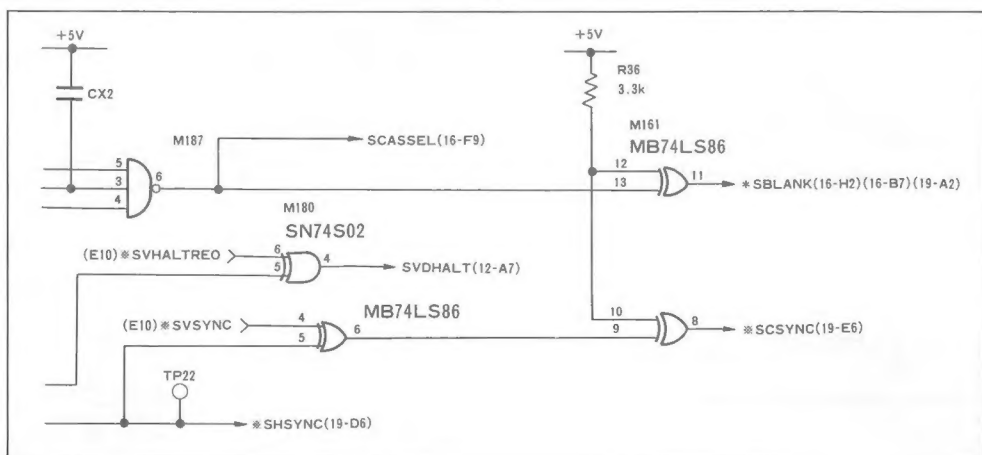 +5V
+5V
R36
3.3k
CX2
M187
SCASSEL(16-F9)
M161
MB74LS86
5
3
4
6
12
13
11
*SBLANK(16-H2)(16-B7)(19-A2)
M180
SN74S02
(E10)※SVHALTREO
6
5
4
SVDHALT(12-A7)
MB74LS86
(E10)※SVSYNC
4
5
6
10
9
8
※SCSYNC(19-E6)
TP22
※SHSYNC(19-D6)